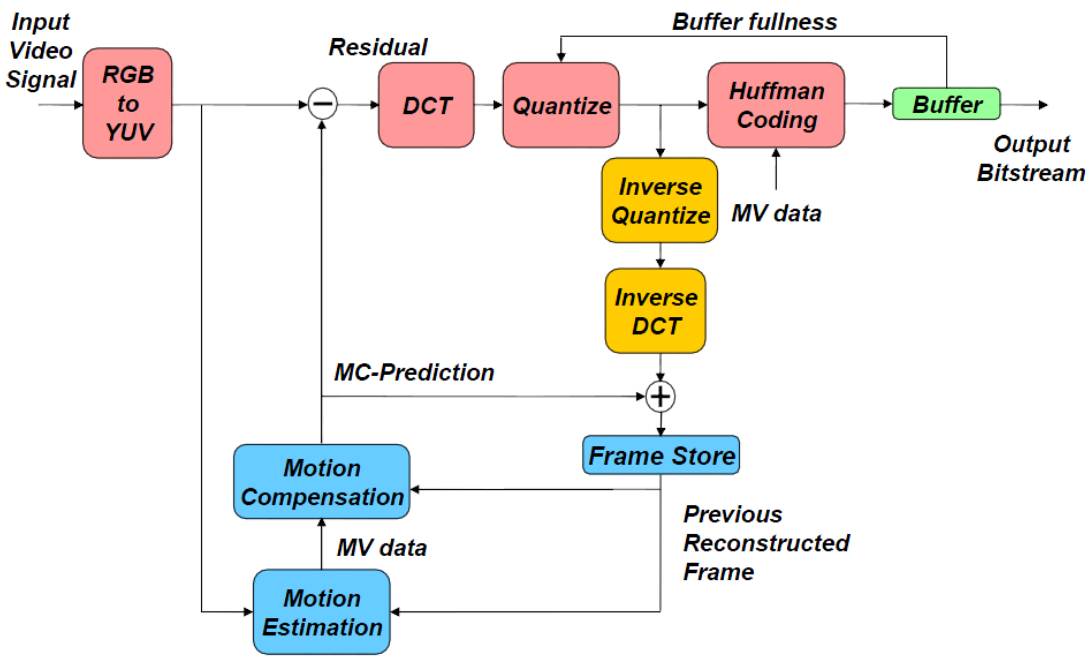 Input
Video
Signal
RGB
to
YUV
Residual
DCT
Quantize
Buffer fullness
Huffman
Coding
Buffer
Output
Bitstream
Inverse
Quantize
MV data
Inverse
DCT
MC-Prediction
Frame Store
Motion
Compensation
Previous
Reconstructed
Frame
MV data
Motion
Estimation